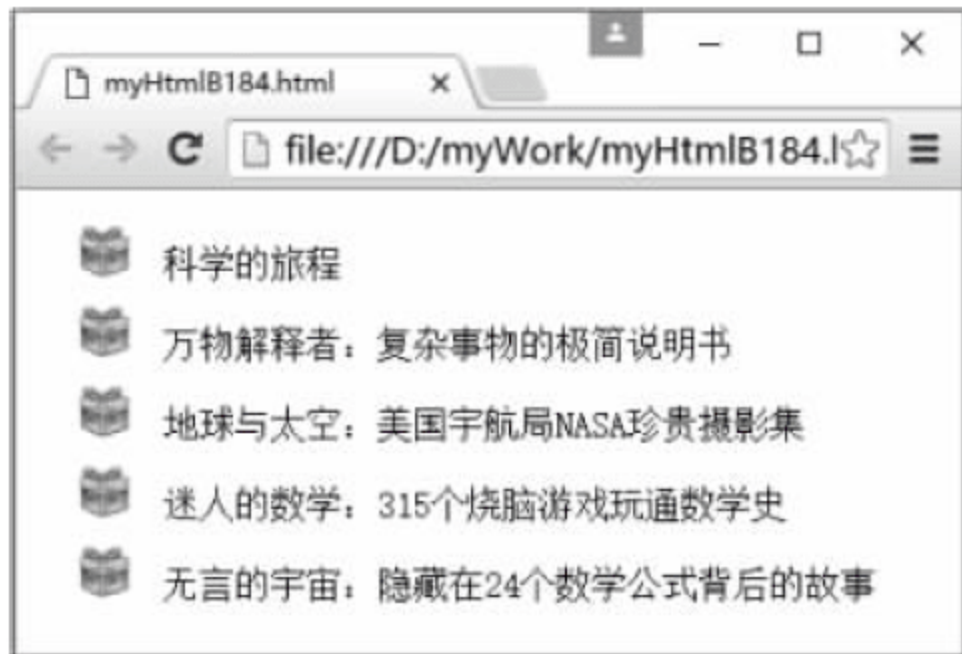 myHtmlB184.html
file:///D:/myWork/myHtmlB184.l
科学的旅程
万物解释者：复杂事物的极简说明书
地球与太空：美国宇航局NASA珍贵摄影集
迷人的数学：315个烧脑游戏玩通数学史
无言的宇宙：隐藏在24个数学公式背后的故事